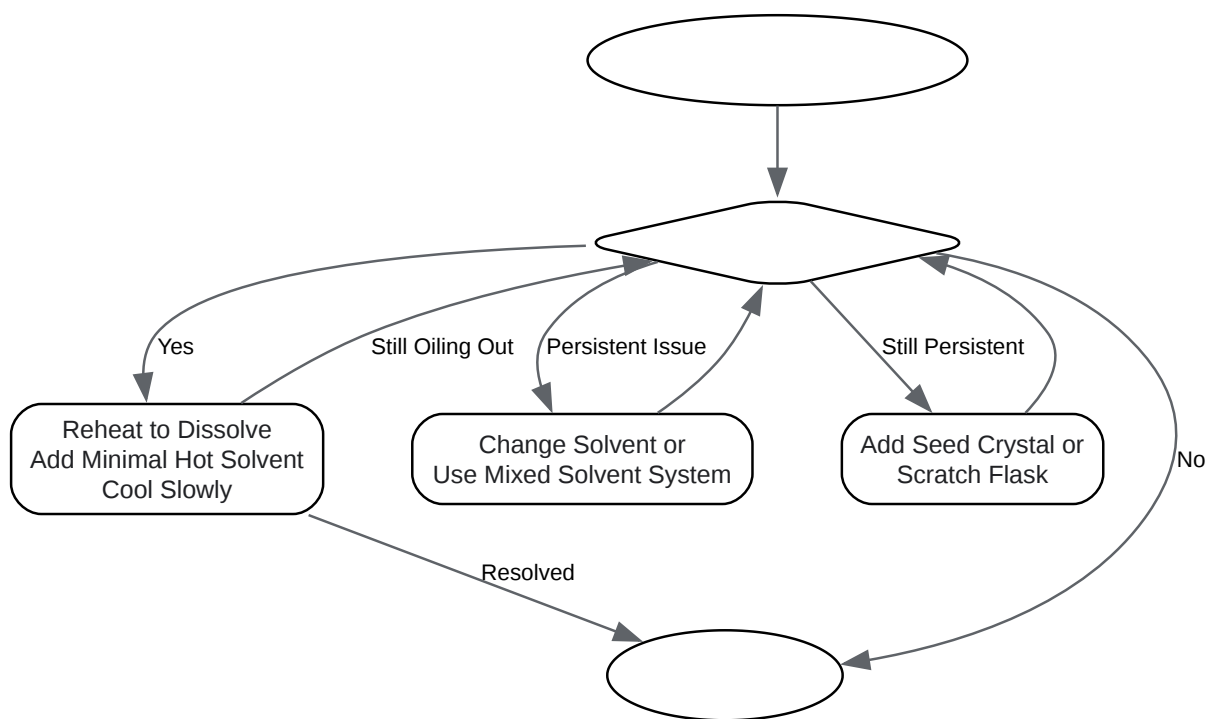 Yes
Still Oiling Out
Persistent Issue
Still Persistent
Reheat to Dissolve
Add Minimal Hot Solvent
Cool Slowly
Change Solvent or
Use Mixed Solvent System
Add Seed Crystal or
Scratch Flask
No
Resolved